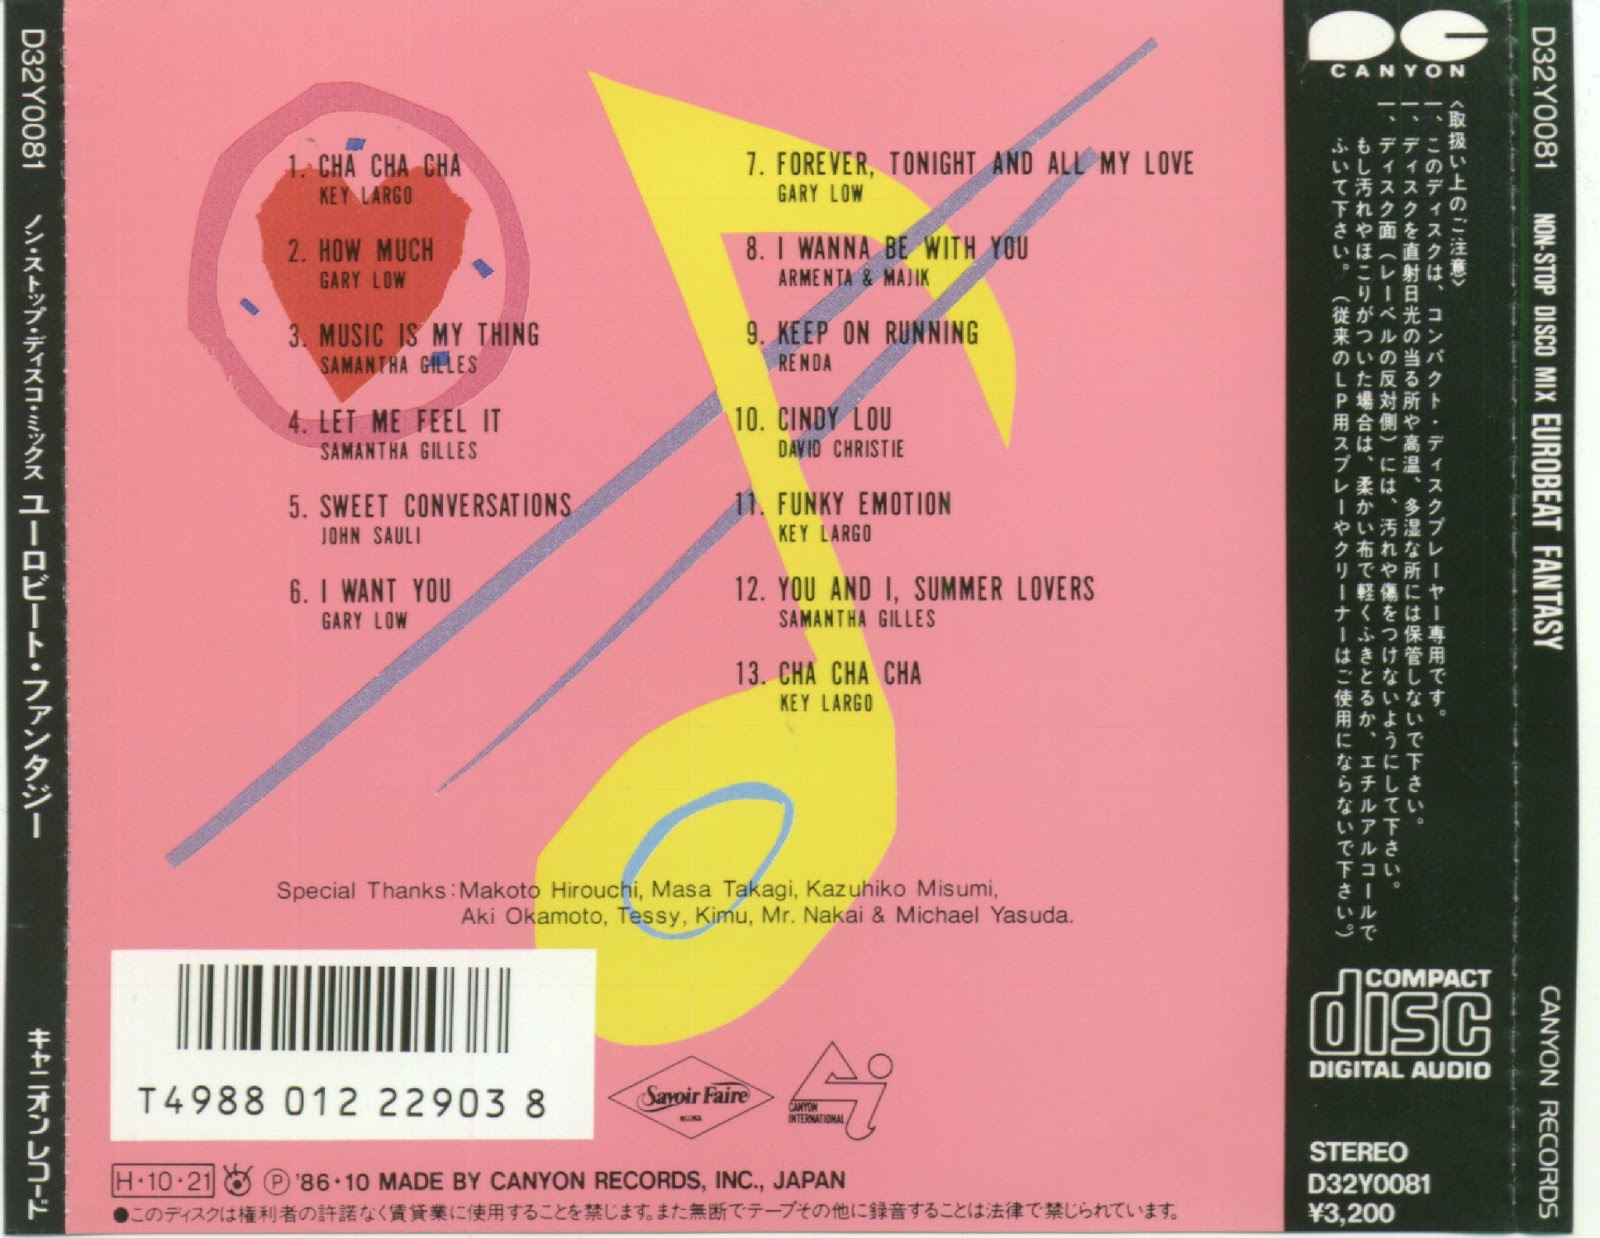 D32Y0081 ノン・ストップ・ディスコ・ミックス ユーロビート・ファンタジー キャニオンレコード
1. CHA CHA CHA
KEY LARGO
2. HOW MUCH
GARY LOW
3. MUSIC IS MY THING
SAMANTHA GILLES
4. LET ME FEEL IT
SAMANTHA GILLES
5. SWEET CONVERSATIONS
JOHN SAULI
6. I WANT YOU
GARY LOW
7. FOREVER, TONIGHT AND ALL MY LOVE
GARY LOW
8. I WANNA BE WITH YOU
ARMENTA & MAJIK
9. KEEP ON RUNNING
RENDA
10. CINDY LOU
DAVID CHRISTIE
11. FUNKY EMOTION
KEY LARGO
12. YOU AND I, SUMMER LOVERS
SAMANTHA GILLES
13. CHA CHA CHA
KEY LARGO
Special Thanks: Makoto Hirouchi, Masa Takagi, Kazuhiko Misumi,
Aki Okamoto, Tessy, Kimu, Mr. Nakai & Michael Yasuda.
T4988 012 22903 8
Savoir Faire
RECORDS
CANYON
INTERNATIONAL
H・10・21 Ⓟ '86・10 MADE BY CANYON RECORDS, INC., JAPAN
●このディスクは権利者の許諾なく賃貸業に使用することを禁じます。また無断でテープその他に録音することは法律で禁じられています。
CANYON
〈取扱い上のご注意〉
一、このディスクは、コンパクト・ディスクプレーヤー専用です。
一、ディスクを直射日光の当る所や高温、多湿な所には保管しないで下さい。
一、ディスク面（レーベルの反対側）には、汚れや傷をつけないようにして下さい。
もし汚れやほこりがついた場合は、柔かい布で軽くふきとるか、エチルアルコールで
ふいて下さい。（従来のLP用スプレーやクリーナーはご使用にならないで下さい。）
COMPACT
disc
DIGITAL AUDIO
STEREO
D32Y0081
¥3,200
D32Y0081 NON-STOP DISCO MIX EUROBEAT FANTASY CANYON RECORDS